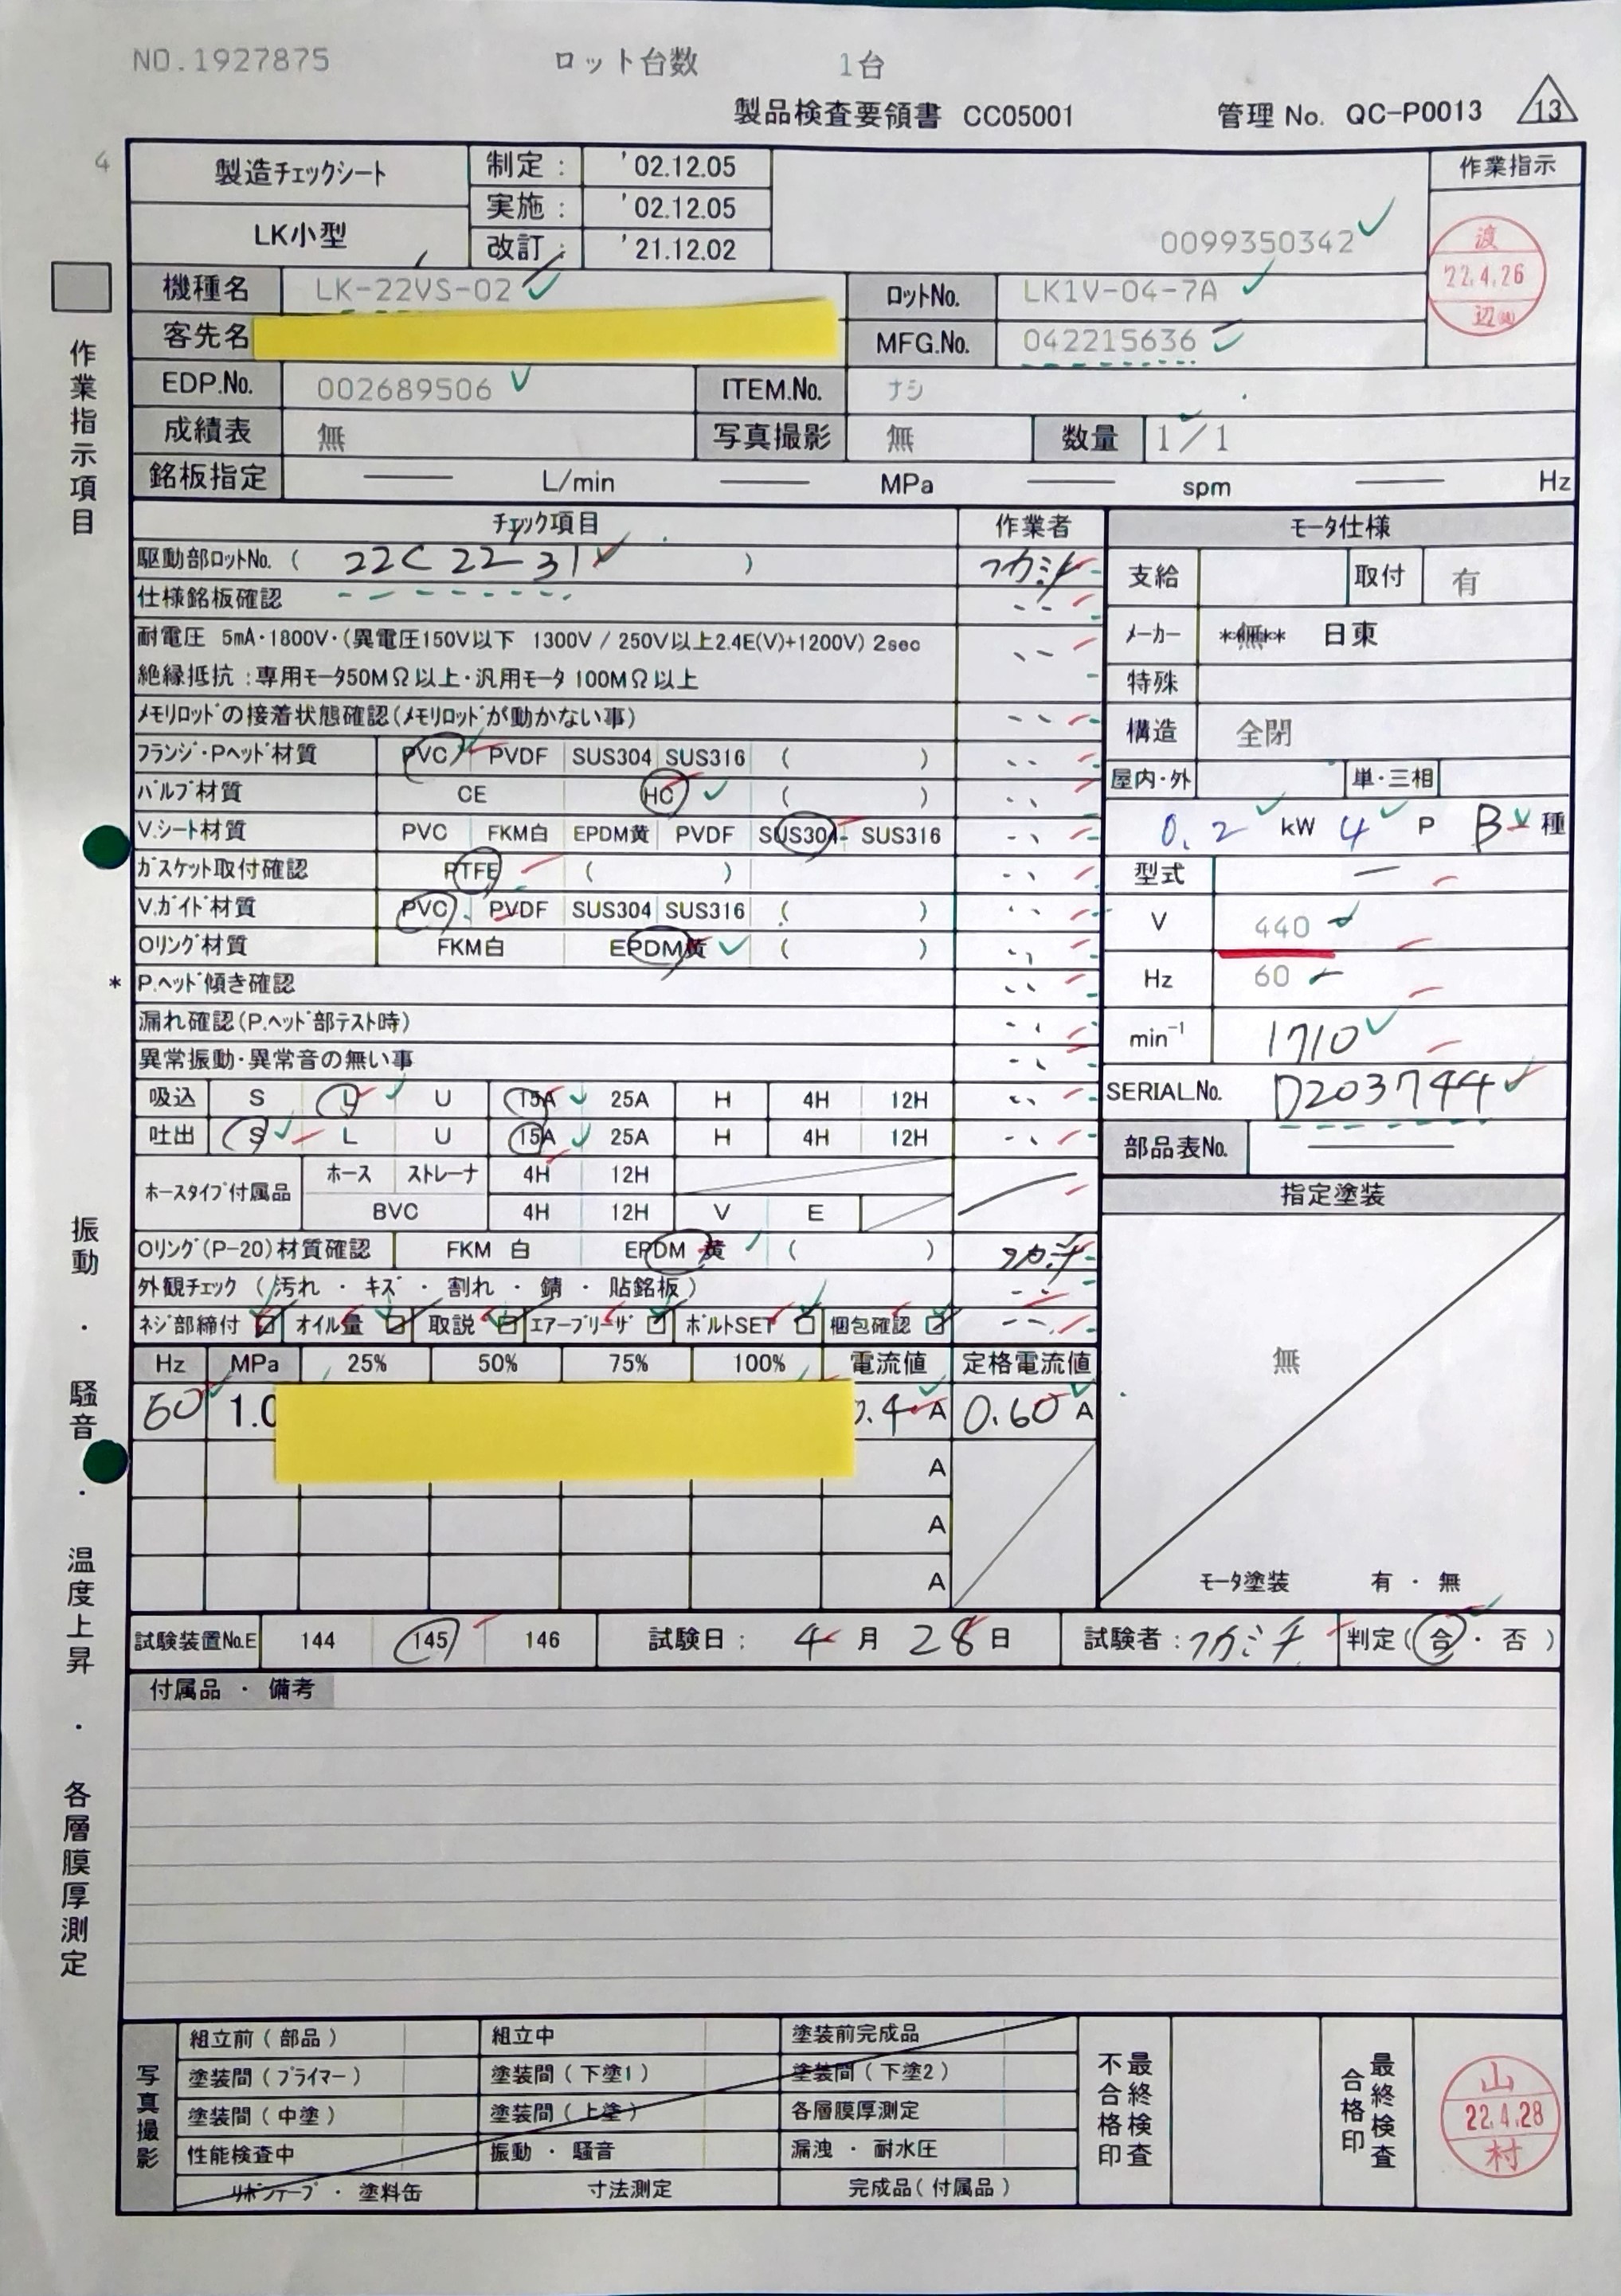 NO.1927875 ロット台数 1台
製品検査要領書 CC05001 管理 No. QC-P0013 13
4
製造チェックシート 制定 : '02.12.05 作業指示
LK小型 実施 : '02.12.05
改訂 : '21.12.02 0099350342
渡 22.4.26 辺
機種名 LK-22VS-02 ロットNo. LK1V-04-7A
客先名 MFG.No. 042215636
EDP.No. 002689506 ITEM.No. ナシ
成績表 無 写真撮影 無 数量 1/1
銘板指定 L/min MPa spm Hz
作業指示項目
チェック項目 作業者 モータ仕様
駆動部ロットNo. ( 22C 22-31 ) フカミチ
支給 取付 有
仕様銘板確認
耐電圧 5mA・1800V・(異電圧150V以下 1300V / 250V以上2.4E(V)+1200V) 2sec
メーカー **無** 日東
絶縁抵抗 : 専用モータ50MΩ以上・汎用モータ 100MΩ以上
特殊
メモリロッドの接着状態確認(メモリロッドが動かない事)
構造 全閉
フランジ・Pヘッド材質 PVC PVDF SUS304 SUS316 ( )
屋内・外 単・三相
バルブ材質 CE HC ( )
V.シート材質 PVC FKM白 EPDM黄 PVDF SUS304 SUS316
0.2 kW 4 P B 種
ガスケット取付確認 PTFE ( )
型式 ―
V.ガイド材質 PVC PVDF SUS304 SUS316 ( )
V 440
Oリング材質 FKM白 EPDM黄 ( )
* P.ヘッド傾き確認
Hz 60
漏れ確認(P.ヘッド部テスト時)
min⁻¹ 1710
異常振動・異常音の無い事
吸込 S L U 15A 25A H 4H 12H
SERIAL.No. D203744
吐出 S L U 15A 25A H 4H 12H
部品表No.
ホースタイプ付属品 ホース ストレーナ 4H 12H
BVC 4H 12H V E
指定塗装
Oリング(P-20)材質確認 FKM 白 EPDM 黄 ( ) フカミチ
外観チェック (汚れ ・ キズ ・ 割れ ・ 錆 ・ 貼銘板)
ネジ部締付 オイル量 取説 エアーブリーザ ボルトSET 梱包確認
Hz MPa 25% 50% 75% 100% 電流値 定格電流値
無
60 1.0 0.4 A 0.60 A
A
A
A
モータ塗装 有 ・ 無
振動 ・ 騒音 ・ 温度上昇 ・ 各層膜厚測定
試験装置No.E 144 145 146 試験日 : 4 月 28 日 試験者 : フカミチ 判定 ( 合 ・ 否 )
付属品 ・ 備考
写真撮影
組立前 ( 部品 ) 組立中 塗装前完成品
塗装間 ( プライマー ) 塗装間 ( 下塗1 ) 塗装間 ( 下塗2 )
塗装間 ( 中塗 ) 塗装間 ( 上塗 ) 各層膜厚測定
性能検査中 振動 ・ 騒音 漏洩 ・ 耐水圧
リボンテープ ・ 塗料缶 寸法測定 完成品 ( 付属品 )
最終検査不合格印
最終検査合格印
山 22.4.28 村